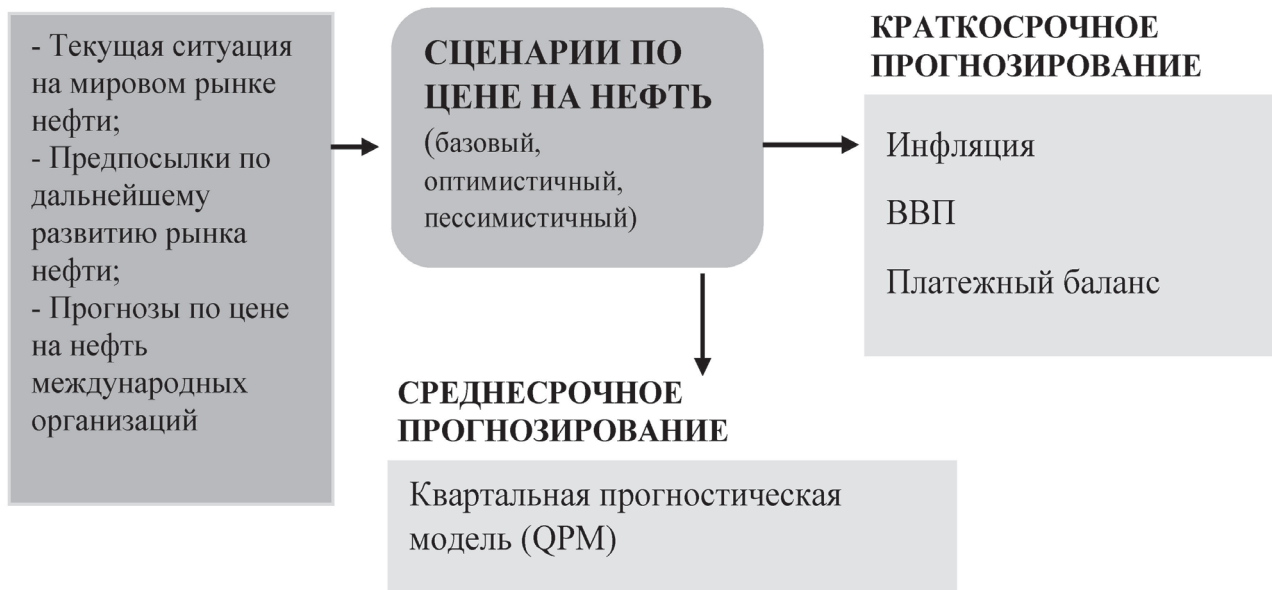 - Текущая ситуация
на мировом рынке
нефти;
- Предпосылки по
дальнейшему
развитию рынка
нефти;
- Прогнозы по цене
на нефть
международных
организаций
СЦЕНАРИИ ПО
ЦЕНЕ НА НЕФТЬ
(базовый,
оптимистичный,
пессимистичный)
КРАТКОСРОЧНОЕ
ПРОГНОЗИРОВАНИЕ
Инфляция
ВВП
Платежный баланс
СРЕДНЕСРОЧНОЕ
ПРОГНОЗИРОВАНИЕ
Квартальная прогностическая
модель (QPM)